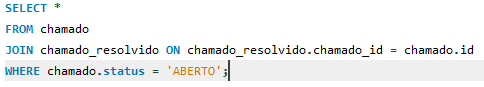 SELECT *
FROM chamado
JOIN chamado_resolvido ON chamado_resolvido.chamado_id = chamado.id
WHERE chamado.status = 'ABERTO';